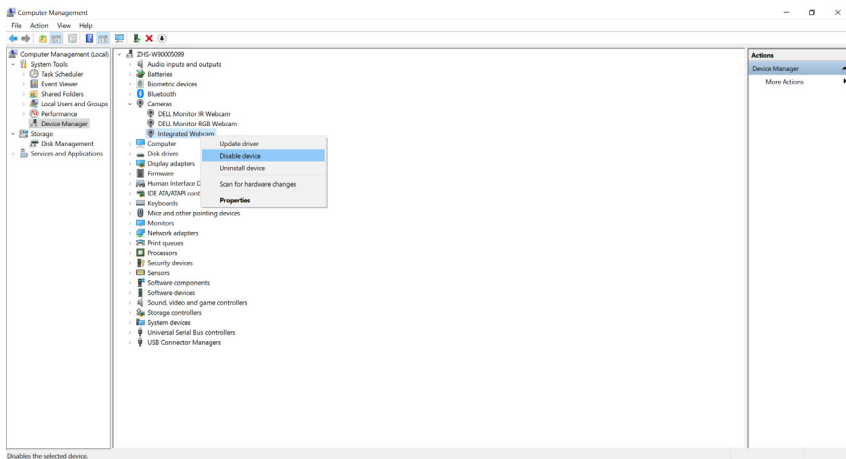 Computer Management
File Action View Help
Computer Management (Local)
System Tools
Task Scheduler
Event Viewer
Shared Folders
Local Users and Groups
Performance
Device Manager
Storage
Disk Management
Services and Applications
ZHS-W90005099
Audio inputs and outputs
Batteries
Biometric devices
Bluetooth
Cameras
DELL Monitor IR Webcam
DELL Monitor RGB Webcam
Integrated Webcam
Computer
Disk drives
Display adapters
Firmware
Human Interface D
IDE ATA/ATAPI cont
Keyboards
Mice and other pointing devices
Monitors
Network adapters
Print queues
Processors
Security devices
Sensors
Software components
Software devices
Sound, video and game controllers
Storage controllers
System devices
Universal Serial Bus controllers
USB Connector Managers
Update driver
Disable device
Uninstall device
Scan for hardware changes
Properties
Actions
Device Manager
More Actions
Disables the selected device.